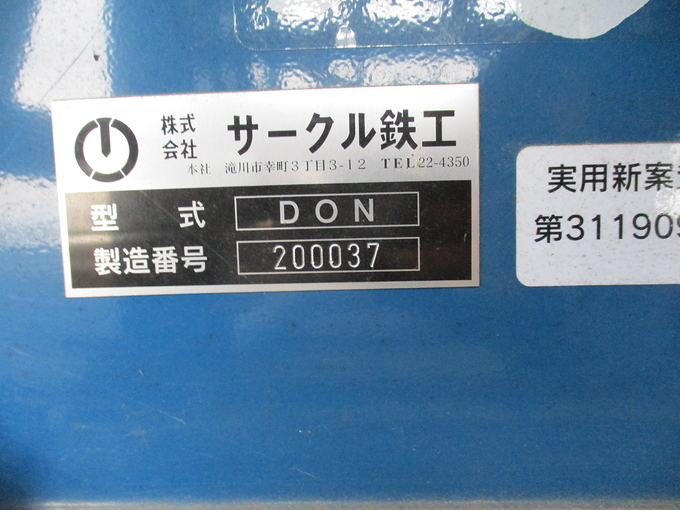 株式会社 サークル鉄工
本社 滝川市幸町3丁目3-12 TEL22-4350
型 式 DON
製造番号 200037
実用新案
第311909